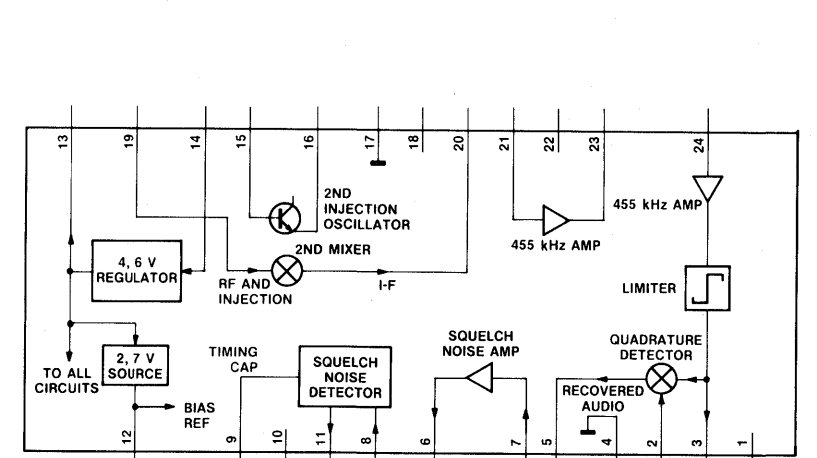 13
19
14
15
16
17
18
20
21
22
23
24
2ND
INJECTION
OSCILLATOR
455 kHz AMP
455 kHz AMP
4, 6 V
REGULATOR
2ND MIXER
RF AND
INJECTION
I-F
LIMITER
TO ALL
CIRCUITS
2, 7 V
SOURCE
BIAS
REF
TIMING
CAP
SQUELCH
NOISE
DETECTOR
SQUELCH
NOISE AMP
QUADRATURE
DETECTOR
RECOVERED
AUDIO
12
9
10
11
8
6
7
5
4
2
3
1